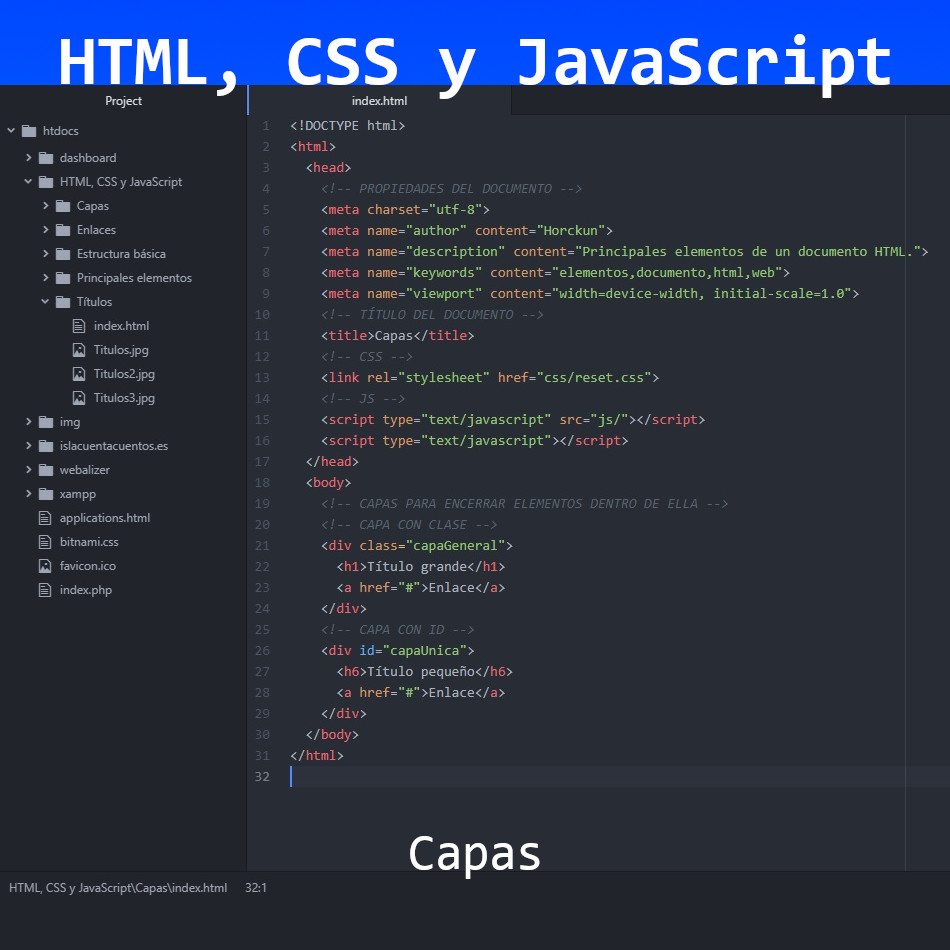 HTML, CSS y JavaScript
Project
index.html
htdocs
dashboard
HTML, CSS y JavaScript
Capas
Enlaces
Estructura básica
Principales elementos
Títulos
index.html
Titulos.jpg
Titulos2.jpg
Titulos3.jpg
img
islacuentacuentos.es
webalizer
xampp
applications.html
bitnami.css
favicon.ico
index.php
1 <!DOCTYPE html>
2 <html>
3 <head>
4 <!-- PROPIEDADES DEL DOCUMENTO -->
5 <meta charset="utf-8">
6 <meta name="author" content="Horckun">
7 <meta name="description" content="Principales elementos de un documento HTML.">
8 <meta name="keywords" content="elementos,documento,html,web">
9 <meta name="viewport" content="width=device-width, initial-scale=1.0">
10 <!-- TÍTULO DEL DOCUMENTO -->
11 <title>Capas</title>
12 <!-- CSS -->
13 <link rel="stylesheet" href="css/reset.css">
14 <!-- JS -->
15 <script type="text/javascript" src="js/"></script>
16 <script type="text/javascript"></script>
17 </head>
18 <body>
19 <!-- CAPAS PARA ENCERRAR ELEMENTOS DENTRO DE ELLA -->
20 <!-- CAPA CON CLASE -->
21 <div class="capaGeneral">
22 <h1>Título grande</h1>
23 <a href="#">Enlace</a>
24 </div>
25 <!-- CAPA CON ID -->
26 <div id="capaUnica">
27 <h6>Título pequeño</h6>
28 <a href="#">Enlace</a>
29 </div>
30 </body>
31 </html>
32
Capas
HTML, CSS y JavaScript\Capas\index.html 32:1